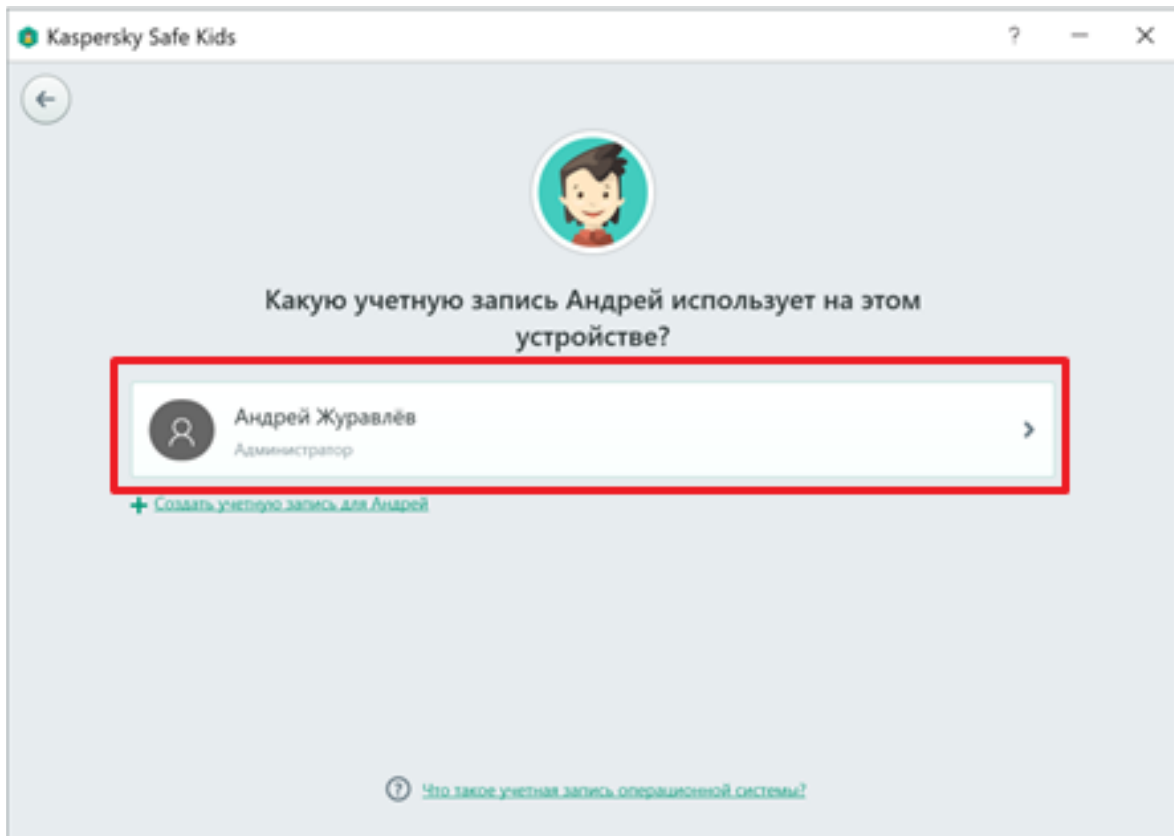 Kaspersky Safe Kids
Какую учетную запись Андрей использует на этом
устройстве?
Андрей Журавлёв
Администратор
Создать учетную запись для Андрей
Что такое учетная запись операционной системы?